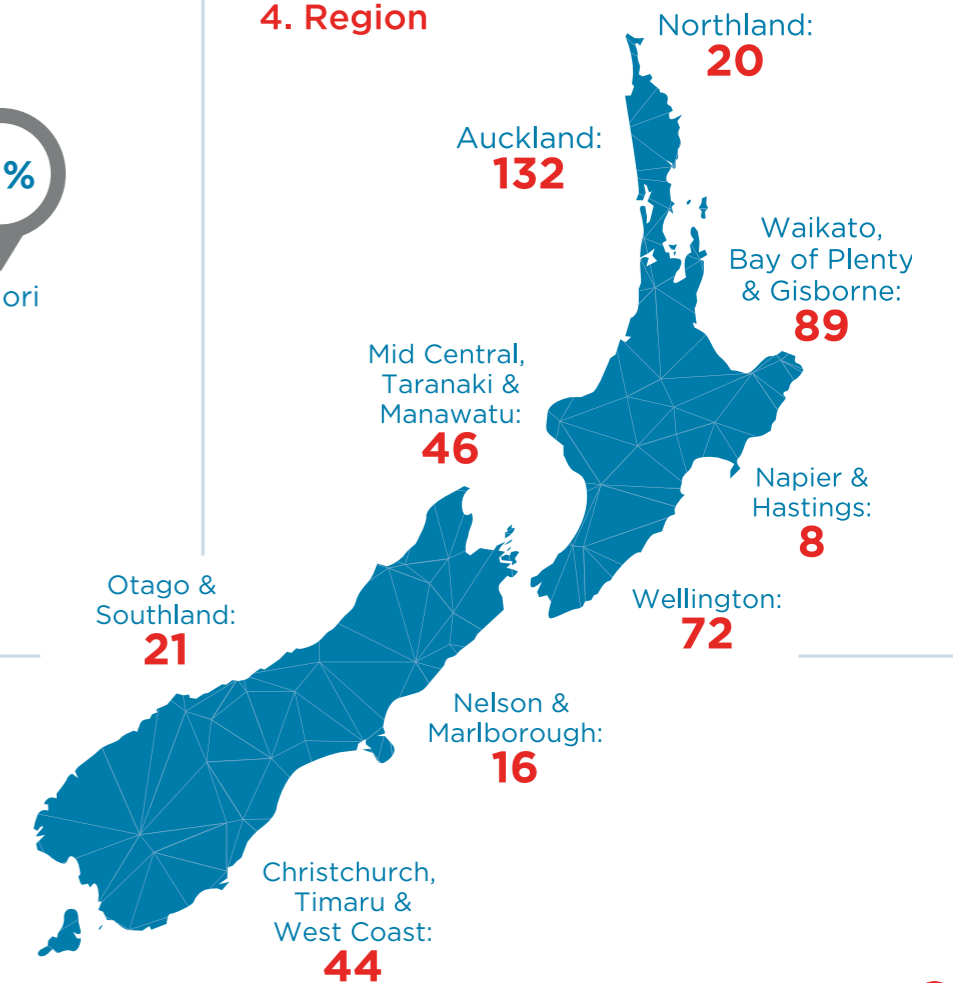 4. Region
Northland:
20
Auckland:
132
%
ori
Waikato,
Bay of Plenty
& Gisborne:
89
Mid Central,
Taranaki &
Manawatu:
46
Napier &
Hastings:
8
Otago &
Southland:
21
Wellington:
72
Nelson &
Marlborough:
16
Christchurch,
Timaru &
West Coast:
44